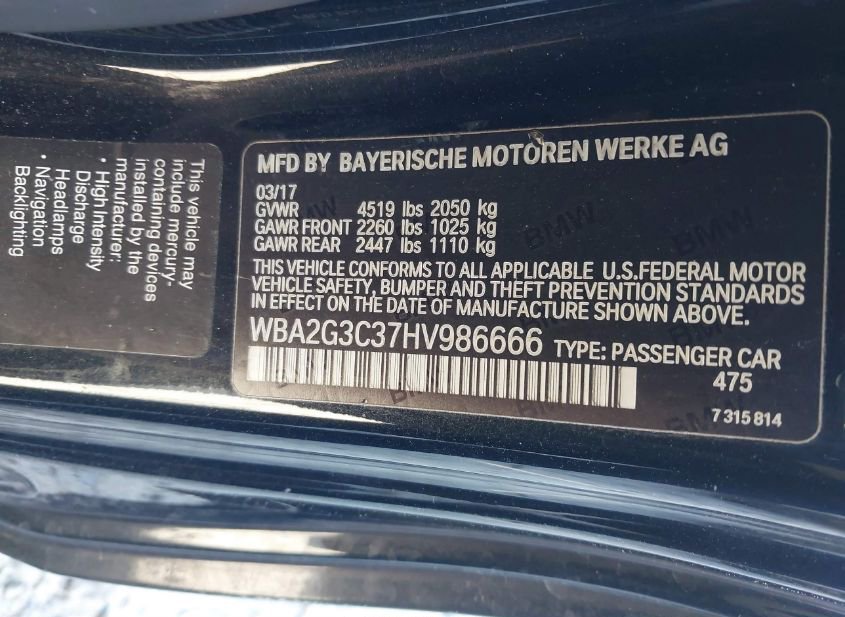 MFD BY BAYERISCHE MOTOREN WERKE AG
03/17
GVWR 4519 lbs 2050 kg
GAWR FRONT 2260 lbs 1025 kg
GAWR REAR 2447 lbs 1110 kg
THIS VEHICLE CONFORMS TO ALL APPLICABLE U.S.FEDERAL MOTOR
VEHICLE SAFETY, BUMPER AND THEFT PREVENTION STANDARDS
IN EFFECT ON THE DATE OF MANUFACTURE SHOWN ABOVE.
WBA2G3C37HV986666 TYPE: PASSENGER CAR
475
7 315 814
This vehicle may
include mercury-
containing devices
installed by the
manufacturer:
• High Intensity
Discharge
Headlamps
• Navigation
Backlighting
BMW
BMW
BMW